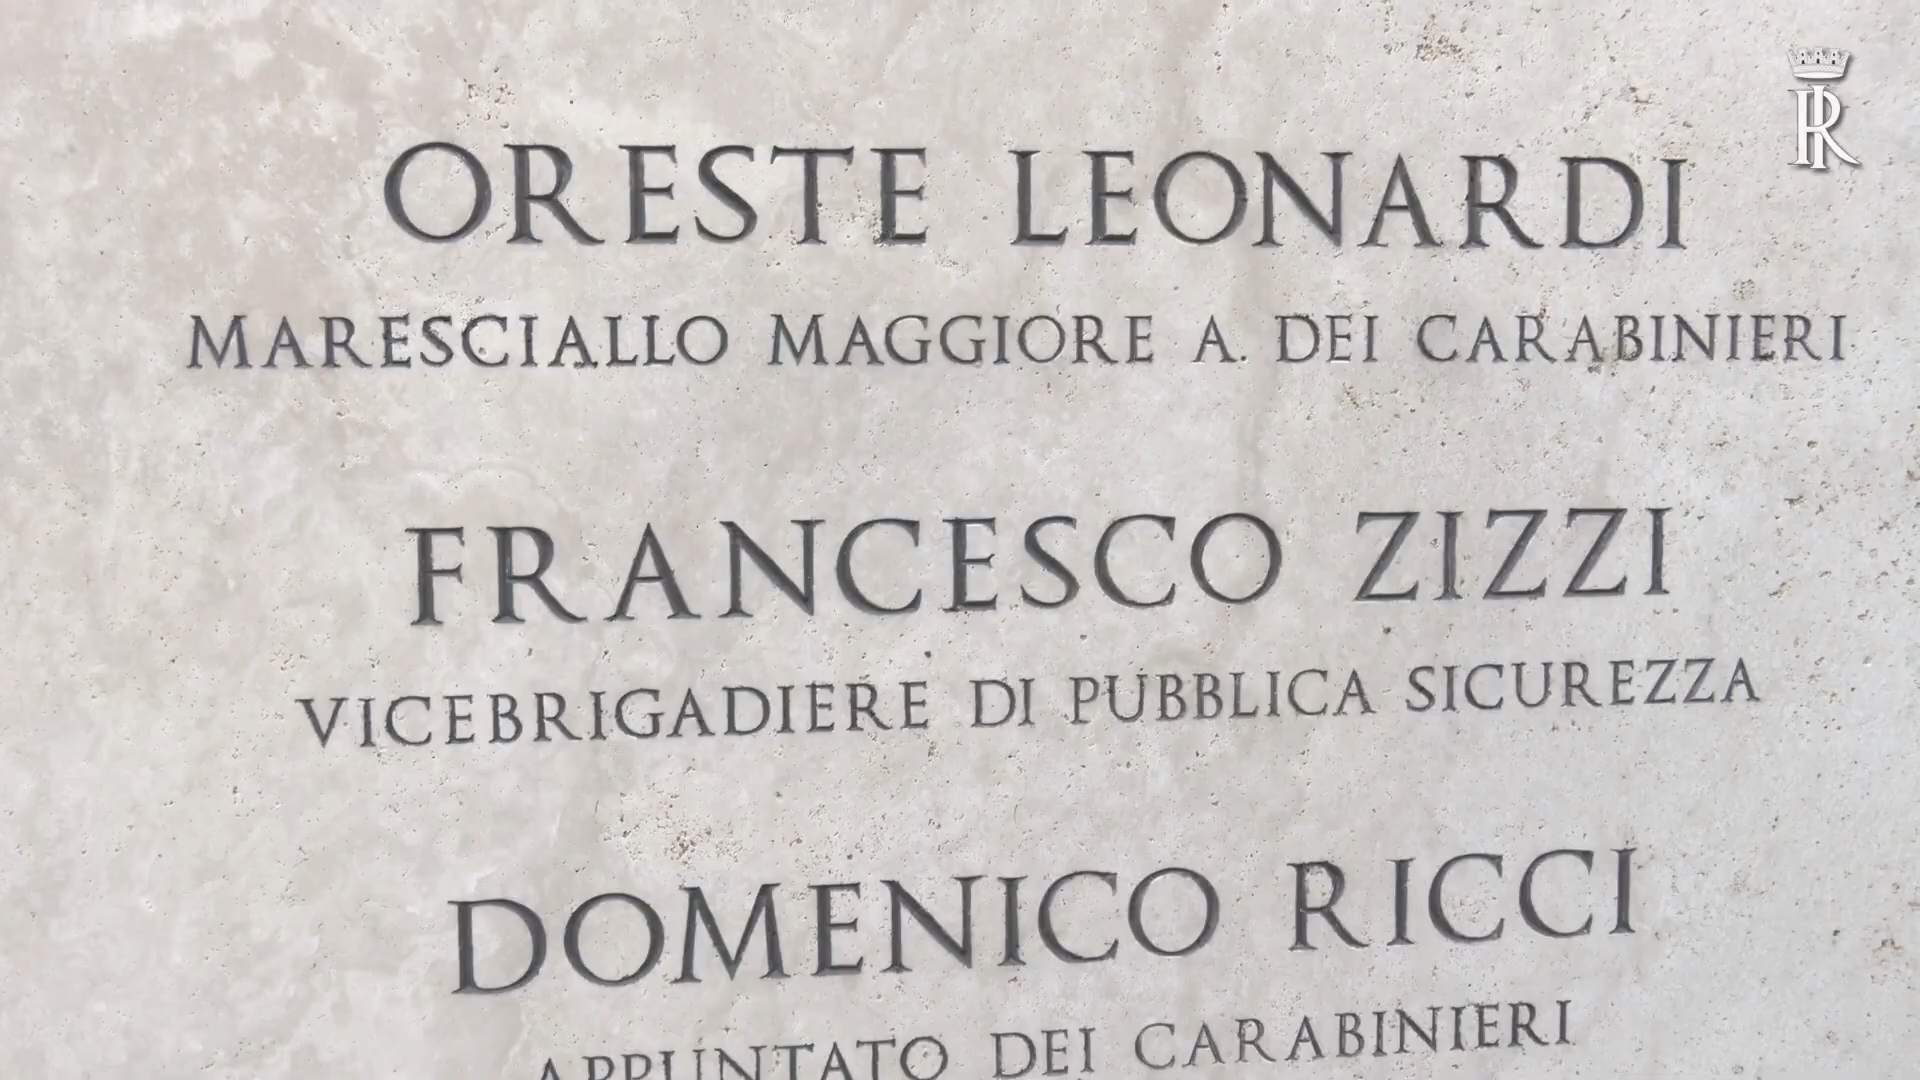 ORESTE LEONARDI
MARESCIALLO MAGGIORE A. DEI CARABINIERI
FRANCESCO ZIZZI
VICEBRIGADIERE DI PUBBLICA SICUREZZA
DOMENICO RICCI
APPUNTATO DEI CARABINIERI